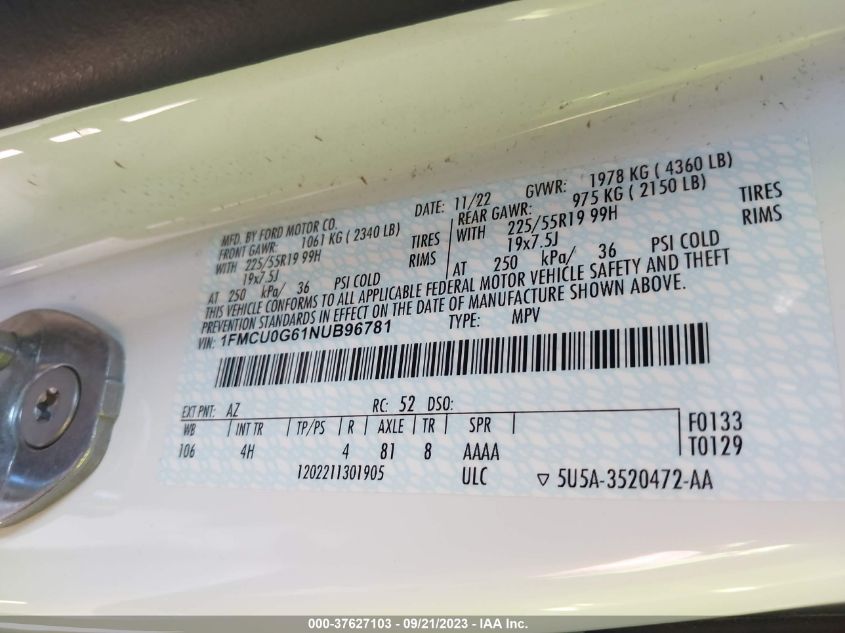 MFD. BY FORD MOTOR CO.
DATE: 11/22 GVWR: 1978 KG ( 4360 LB)
FRONT GAWR: 1061 KG ( 2340 LB)
REAR GAWR: 975 KG ( 2150 LB)
WITH 225/55R19 99H TIRES
WITH 225/55R19 99H TIRES
19x7.5J RIMS
19x7.5J RIMS
AT 250 kPa/ 36 PSI COLD
AT 250 kPa/ 36 PSI COLD
THIS VEHICLE CONFORMS TO ALL APPLICABLE FEDERAL MOTOR VEHICLE SAFETY AND THEFT
PREVENTION STANDARDS IN EFFECT ON THE DATE OF MANUFACTURE SHOWN ABOVE.
VIN: 1FMCU0G61NUB96781 TYPE: MPV
EXT PNT: AZ RC: 52 DSO:
WB INT TR TP/PS R AXLE TR SPR
106 4H 4 81 8 AAAA
F0133
T0129
1202211301905 ULC ▽ 5U5A-3520472-AA
000-37627103 - 09/21/2023 - IAA Inc.